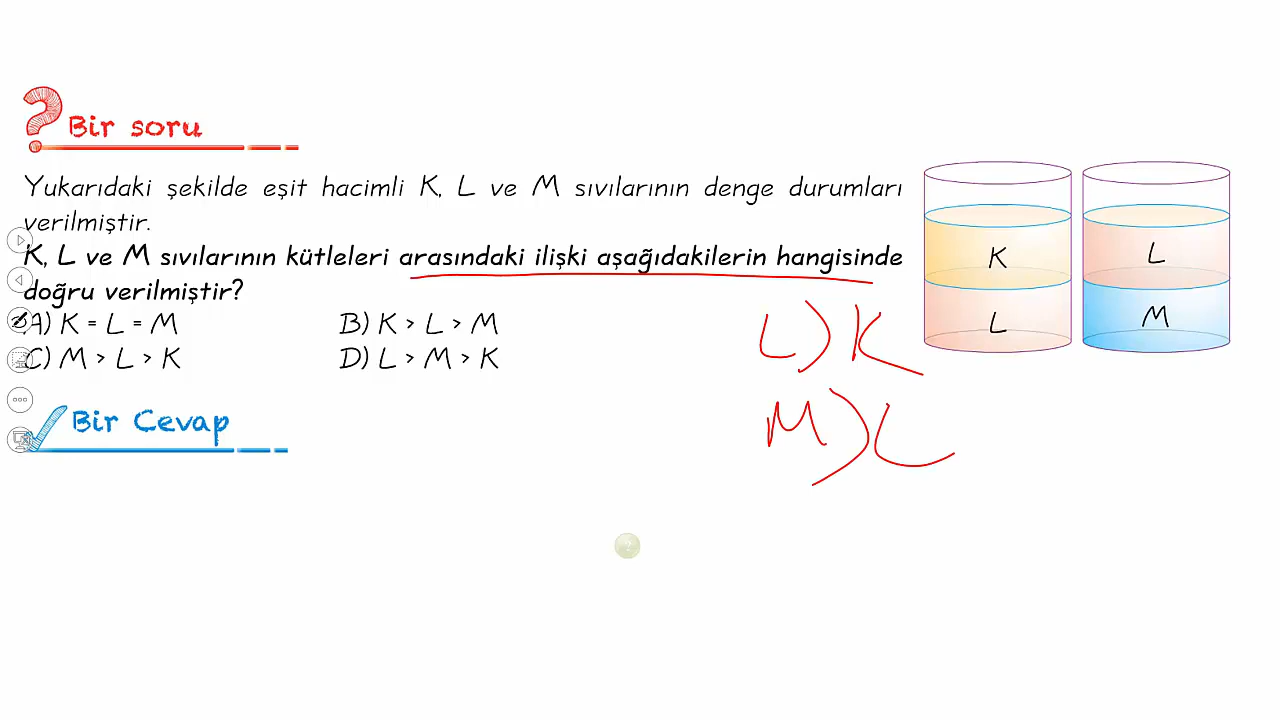 Bir soru
Yukarıdaki şekilde eşit hacimli K, L ve M sıvılarının denge durumları
verilmiştir.
K, L ve M sıvılarının kütleleri arasındaki ilişki aşağıdakilerin hangisinde
doğru verilmiştir?
A) K = L = M B) K > L > M
C) M > L > K D) L > M > K
Bir Cevap
K
L
L
M
L > K
M > L